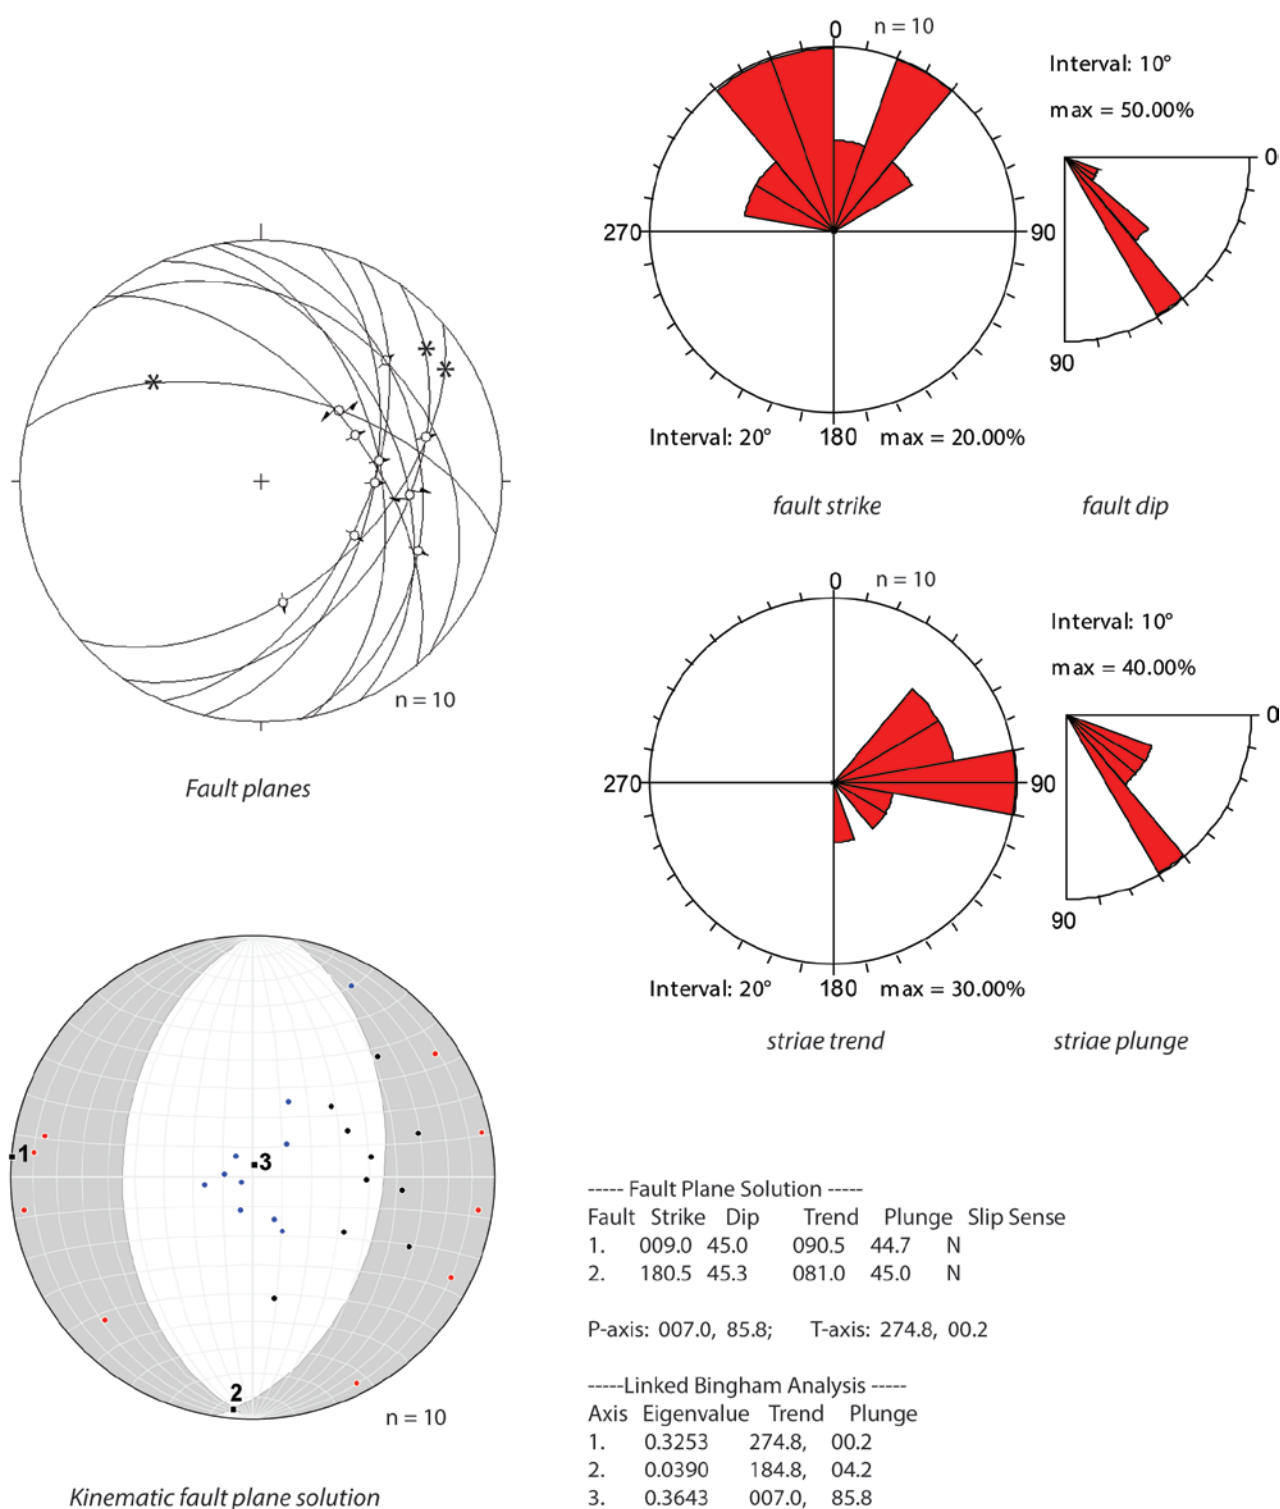 0 n = 10
Interval: 10°
max = 50.00%
0
270
90
90
Interval: 20° 180 max = 20.00%
fault strike
fault dip
n = 10
Fault planes
0 n = 10
Interval: 10°
max = 40.00%
0
270
90
90
Interval: 20° 180 max = 30.00%
striae trend
striae plunge
1
3
2
n = 10
Kinematic fault plane solution
----- Fault Plane Solution -----
Fault Strike Dip Trend Plunge Slip Sense
1. 009.0 45.0 090.5 44.7 N
2. 180.5 45.3 081.0 45.0 N
P-axis: 007.0, 85.8; T-axis: 274.8, 00.2
-----Linked Bingham Analysis -----
Axis Eigenvalue Trend Plunge
1. 0.3253 274.8, 00.2
2. 0.0390 184.8, 04.2
3. 0.3643 007.0, 85.8